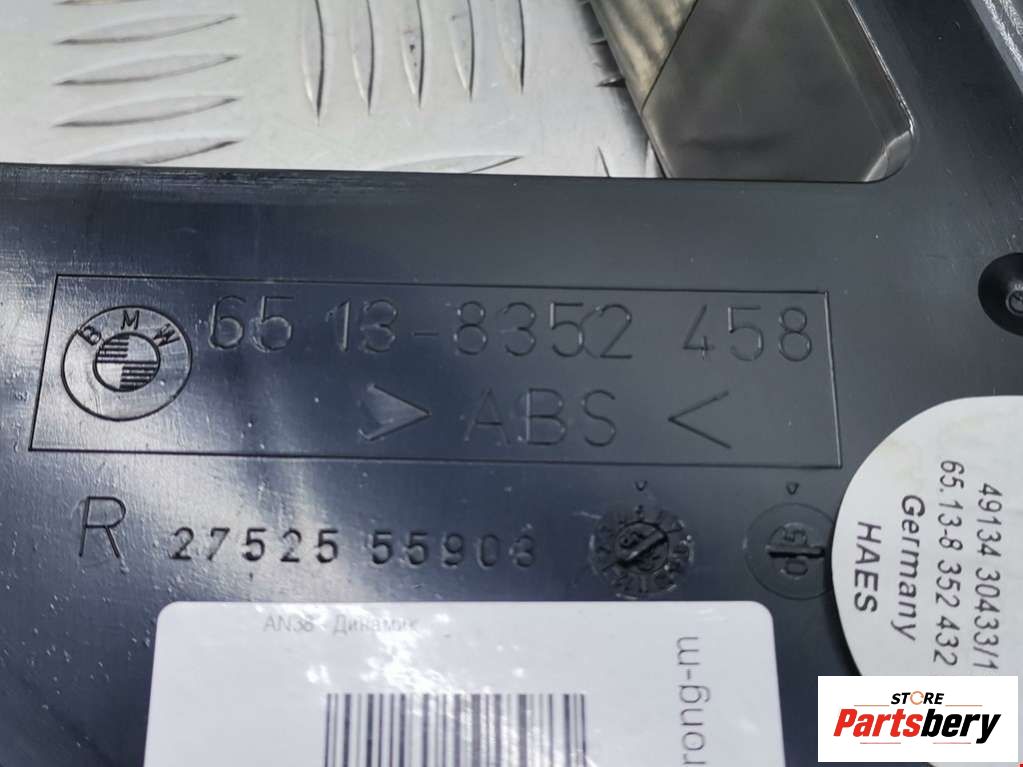 BMW 65 13-8352 458
> ABS <
R 27525 55903
49134 30433/1
65.13-8 352 432
Germany
HAES
AN38 - Динамик
rong-m
STORE
Partsbery